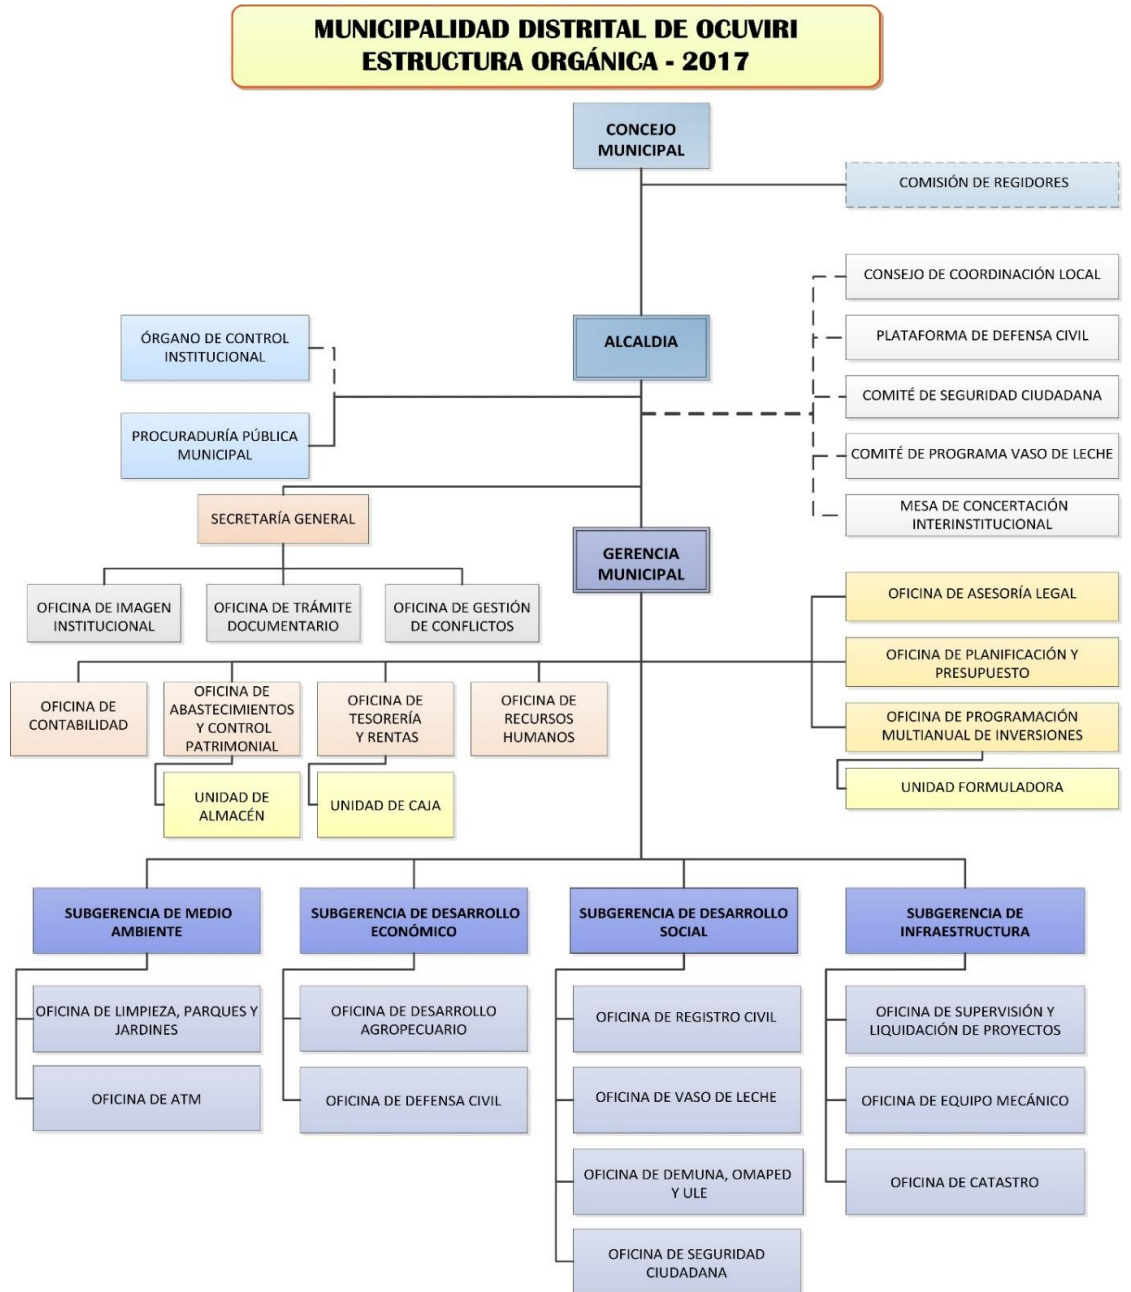 MUNICIPALIDAD DISTRITAL DE OCUVIRI
ESTRUCTURA ORGÁNICA - 2017
CONCEJO
MUNICIPAL
COMISIÓN DE REGIDORES
CONSEJO DE COORDINACIÓN LOCAL
PLATAFORMA DE DEFENSA CIVIL
COMITÉ DE SEGURIDAD CIUDADANA
COMITÉ DE PROGRAMA VASO DE LECHE
MESA DE CONCERTACIÓN
INTERINSTITUCIONAL
ALCALDIA
ÓRGANO DE CONTROL
INSTITUCIONAL
PROCURADURÍA PÚBLICA
MUNICIPAL
SECRETARÍA GENERAL
OFICINA DE IMAGEN
INSTITUCIONAL
OFICINA DE TRÁMITE
DOCUMENTARIO
OFICINA DE GESTIÓN
DE CONFLICTOS
GERENCIA
MUNICIPAL
OFICINA DE ASESORÍA LEGAL
OFICINA DE PLANIFICACIÓN Y
PRESUPUESTO
OFICINA DE PROGRAMACIÓN
MULTIANUAL DE INVERSIONES
UNIDAD FORMULADORA
OFICINA DE
CONTABILIDAD
OFICINA DE
ABASTECIMIENTOS
Y CONTROL
PATRIMONIAL
OFICINA DE
TESORERÍA
Y RENTAS
OFICINA DE
RECURSOS
HUMANOS
UNIDAD DE
ALMACÉN
UNIDAD DE CAJA
SUBGERENCIA DE MEDIO
AMBIENTE
OFICINA DE LIMPIEZA, PARQUES Y
JARDINES
OFICINA DE ATM
SUBGERENCIA DE DESARROLLO
ECONÓMICO
OFICINA DE DESARROLLO
AGROPECUARIO
OFICINA DE DEFENSA CIVIL
SUBGERENCIA DE DESARROLLO
SOCIAL
OFICINA DE REGISTRO CIVIL
OFICINA DE VASO DE LECHE
OFICINA DE DEMUNA, OMAPED
Y ULE
OFICINA DE SEGURIDAD
CIUDADANA
SUBGERENCIA DE
INFRAESTRUCTURA
OFICINA DE SUPERVISIÓN Y
LIQUIDACIÓN DE PROYECTOS
OFICINA DE EQUIPO MECÁNICO
OFICINA DE CATASTRO